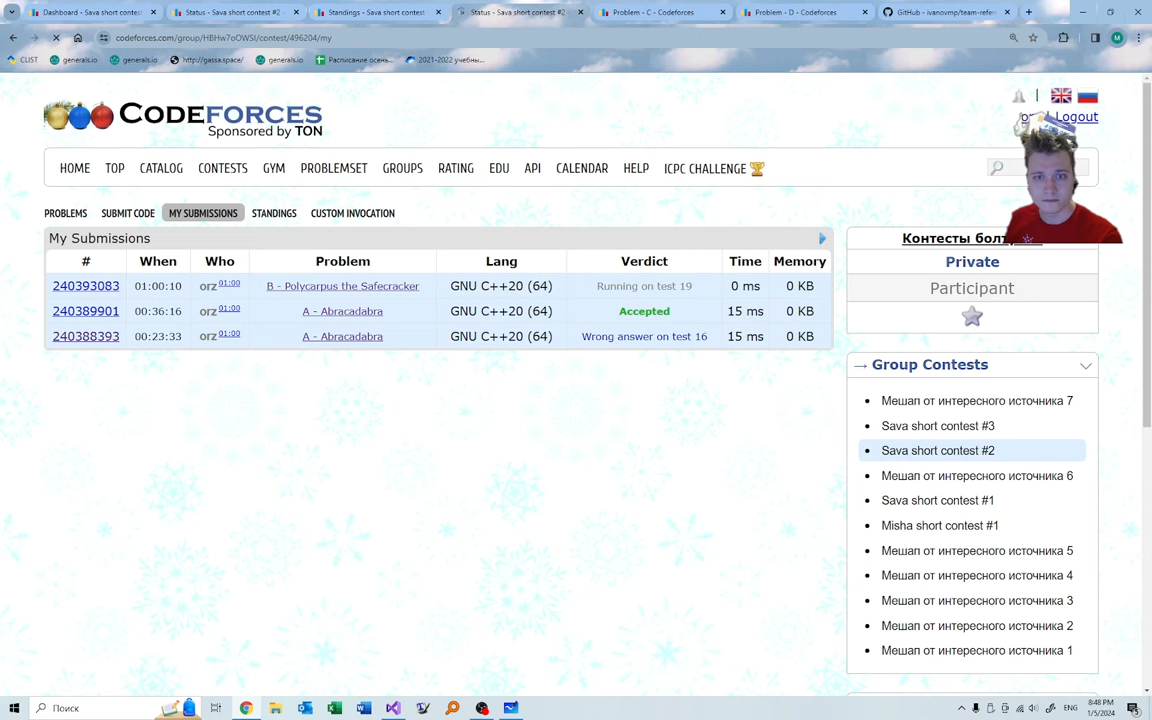 Dashboard - Sava short contest
Status - Sava short contest #2 -
Standings - Sava short contest
Status - Sava short contest #2 -
Problem - C - Codeforces
Problem - D - Codeforces
GitHub - ivanovmp/team-refe
codeforces.com/group/HBHw7oOWSI/contest/496204/my
CLIST
generals.io
generals.io
http://gassa.space/
generals.io
Расписание осень...
2021-2022 учебны...
CODEFORCES
Sponsored by TON
Logout
HOME
TOP
CATALOG
CONTESTS
GYM
PROBLEMSET
GROUPS
RATING
EDU
API
CALENDAR
HELP
ICPC CHALLENGE
PROBLEMS
SUBMIT CODE
MY SUBMISSIONS
STANDINGS
CUSTOM INVOCATION
My Submissions
# When Who Problem Lang Verdict Time Memory
240393083 01:00:10 orz 01:00 B - Polycarpus the Safecracker GNU C++20 (64) Running on test 19 0 ms 0 KB
240389901 00:36:16 orz 01:00 A - Abracadabra GNU C++20 (64) Accepted 15 ms 0 KB
240388393 00:23:33 orz 01:00 A - Abracadabra GNU C++20 (64) Wrong answer on test 16 15 ms 0 KB
Контесты
Private
Participant
→ Group Contests
Мешап от интересного источника 7
Sava short contest #3
Sava short contest #2
Мешап от интересного источника 6
Sava short contest #1
Misha short contest #1
Мешап от интересного источника 5
Мешап от интересного источника 4
Мешап от интересного источника 3
Мешап от интересного источника 2
Мешап от интересного источника 1
Поиск
ENG
8:48 PM
1/5/2024